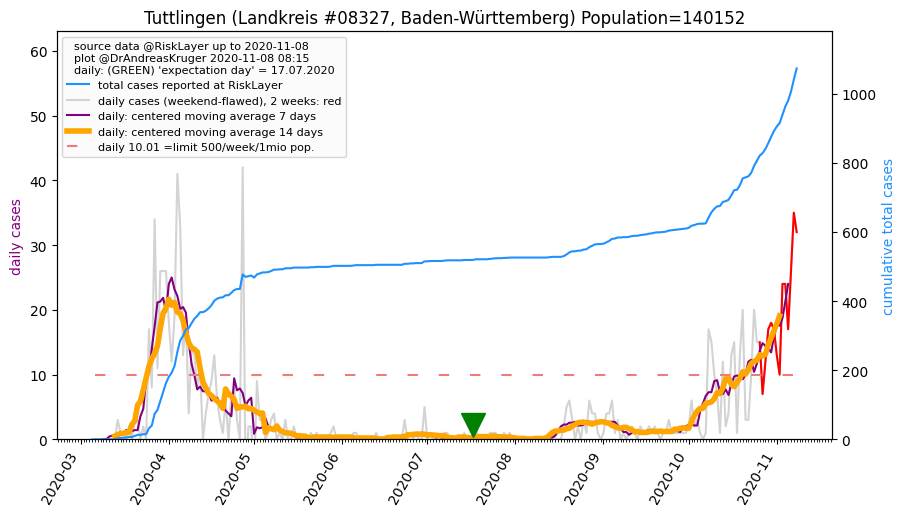 Tuttlingen (Landkreis #08327, Baden-Württemberg) Population=140152
source data @RiskLayer up to 2020-11-08
plot @DrAndreasKruger 2020-11-08 08:15
daily: (GREEN) 'expectation day' = 17.07.2020
total cases reported at RiskLayer
daily cases (weekend-flawed), 2 weeks: red
daily: centered moving average 7 days
daily: centered moving average 14 days
daily 10.01 =limit 500/week/1mio pop.
daily cases
60
50
40
30
20
10
0
cumulative total cases
1000
800
600
400
200
0
2020-03
2020-04
2020-05
2020-06
2020-07
2020-08
2020-09
2020-10
2020-11